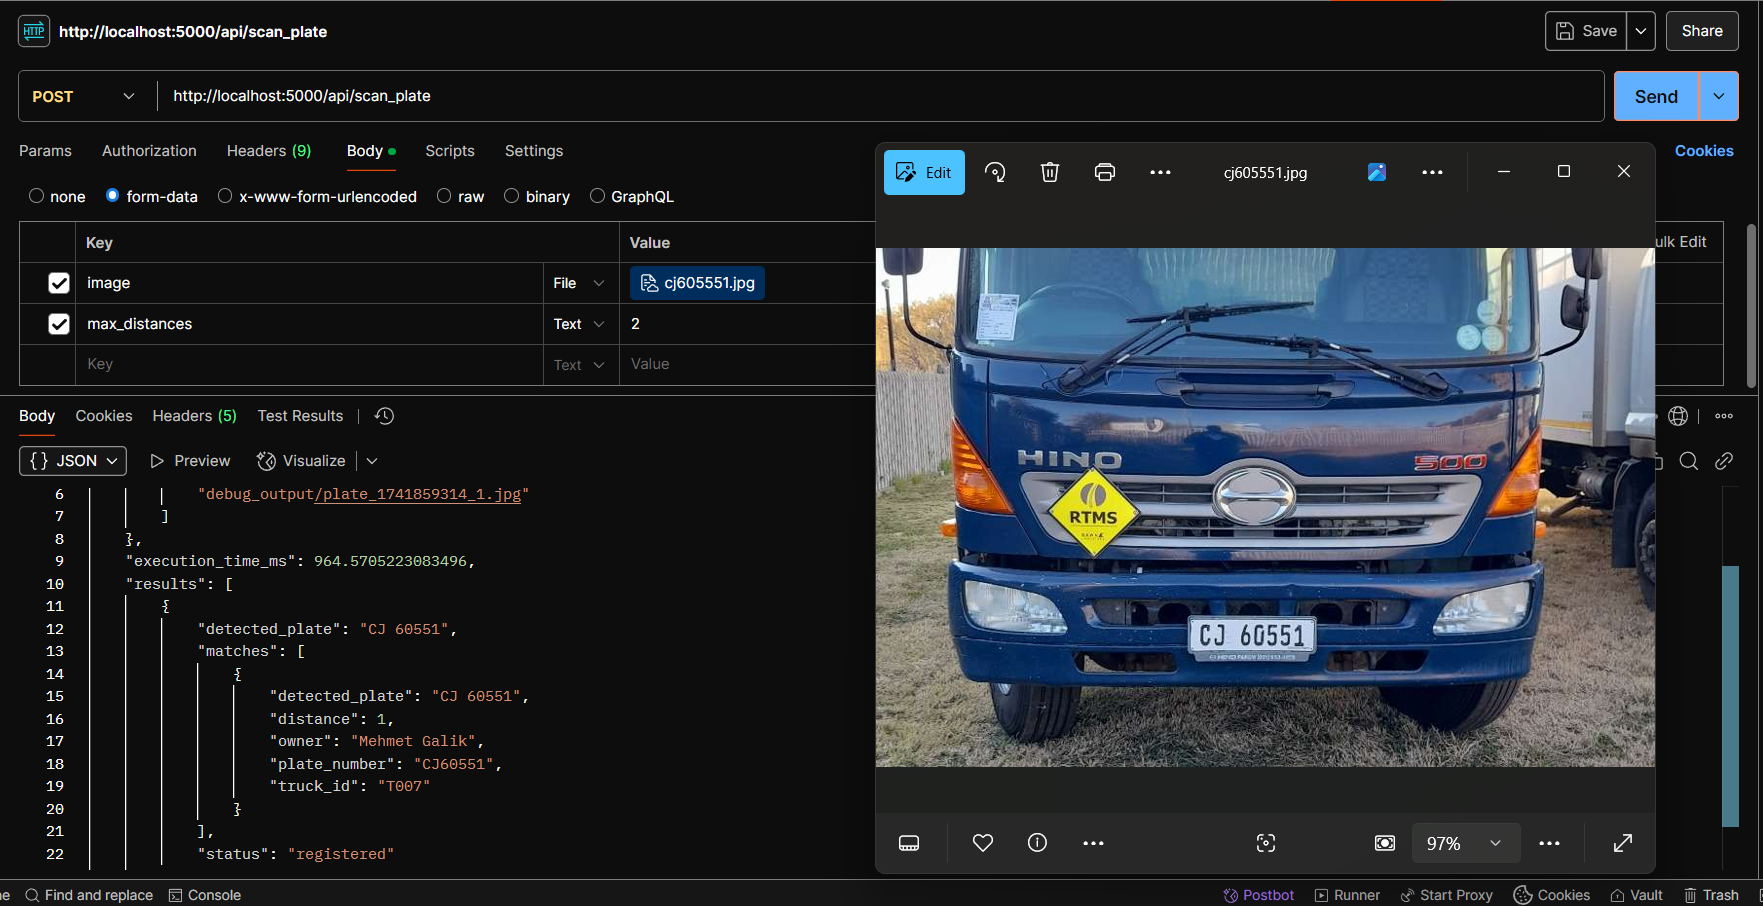 HTTP http://localhost:5000/api/scan_plate
Save Share
POST http://localhost:5000/api/scan_plate Send
Params Authorization Headers (9) Body Scripts Settings Cookies
none form-data x-www-form-urlencoded raw binary GraphQL
Key Value ulk Edit
image File cj605551.jpg
max_distances Text 2
Key Text Value
Body Cookies Headers (5) Test Results
{} JSON Preview Visualize
6 "debug_output/plate_1741859314_1.jpg"
7 ]
8 },
9 "execution_time_ms": 964.5705223083496,
10 "results": [
11 {
12 "detected_plate": "CJ 60551",
13 "matches": [
14 {
15 "detected_plate": "CJ 60551",
16 "distance": 1,
17 "owner": "Mehmet Galik",
18 "plate_number": "CJ60551",
19 "truck_id": "T007"
20 }
21 ],
22 "status": "registered"
Edit cj605551.jpg
HINO 500
RTMS
CJ 60551
97%
ne Find and replace Console
Postbot Runner Start Proxy Cookies Vault Trash